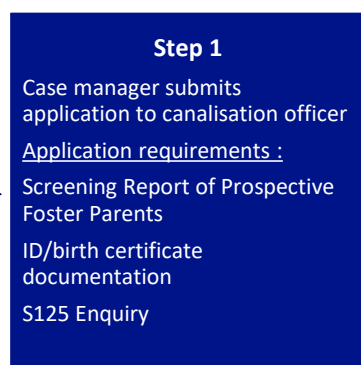 Step 1
Case manager submits
application to canalisation officer
Application requirements :
Screening Report of Prospective
Foster Parents
ID/birth certificate
documentation
S125 Enquiry